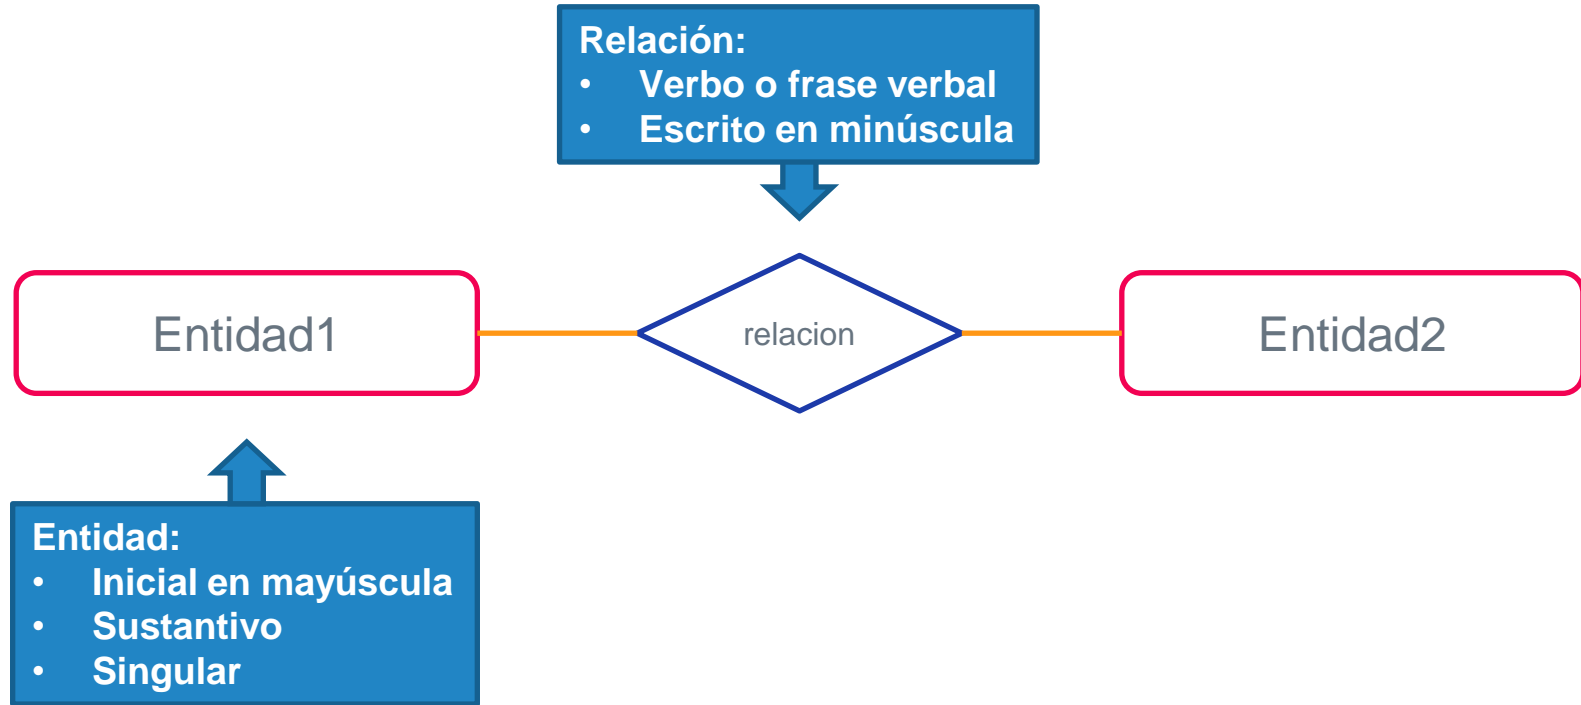 Relación:
• Verbo o frase verbal
• Escrito en minúscula
Entidad1
relacion
Entidad2
Entidad:
• Inicial en mayúscula
• Sustantivo
• Singular